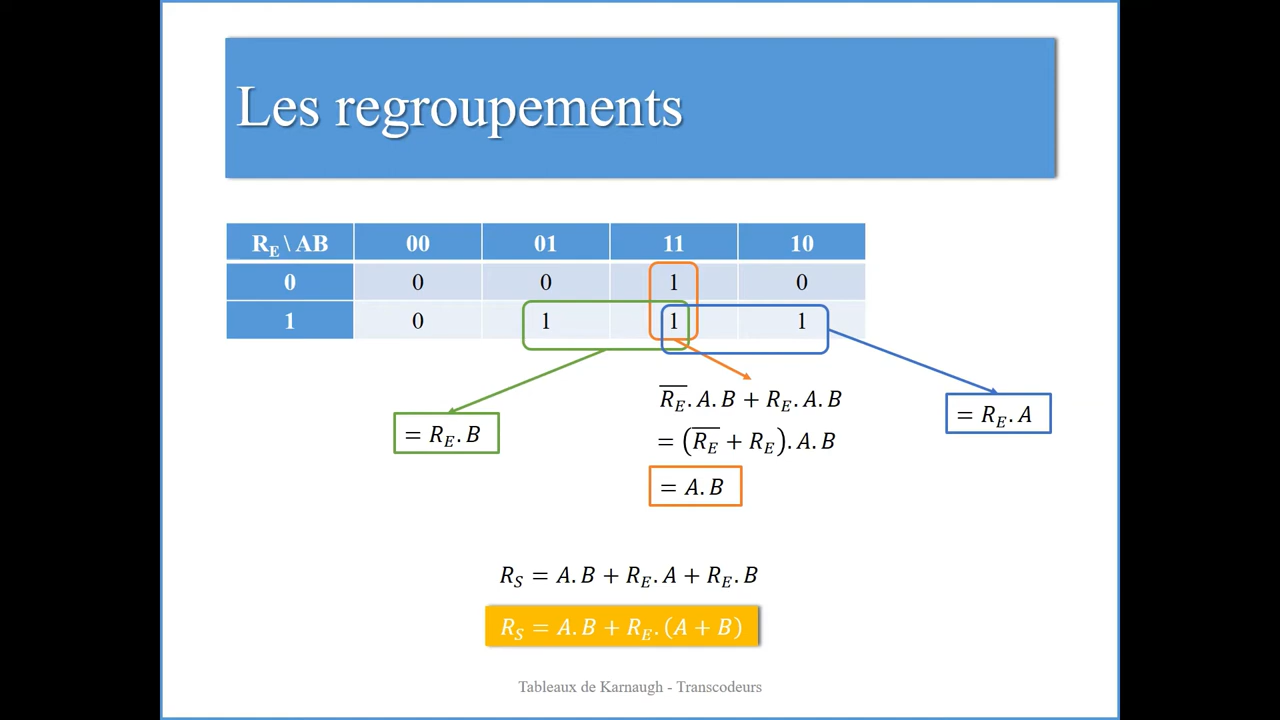 Les regroupements
R_E \ AB 00 01 11 10
0 0 0 1 0
1 0 1 1 1
R̅_E̅.A.B + R_E.A.B
= R_E.A
= R_E.B
= (R̅_E̅ + R_E).A.B
= A.B
R_S = A.B + R_E.A + R_E.B
R_S = A.B + R_E.(A + B)
Tableaux de Karnaugh - Transcodeurs